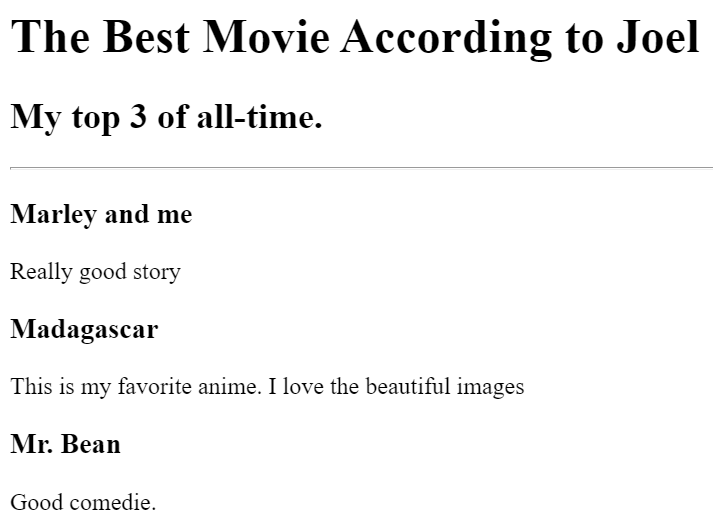 The Best Movie According to Joel
My top 3 of all-time.
Marley and me
Really good story
Madagascar
This is my favorite anime. I love the beautiful images
Mr. Bean
Good comedie.